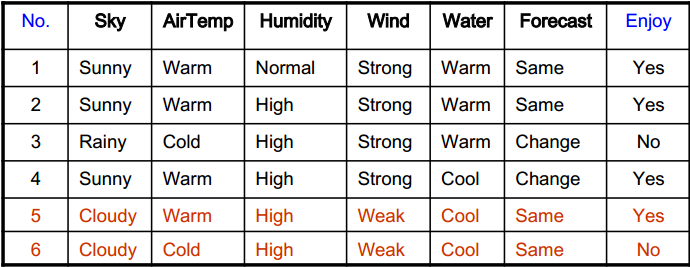 No. Sky AirTemp Humidity Wind Water Forecast Enjoy
1 Sunny Warm Normal Strong Warm Same Yes
2 Sunny Warm High Strong Warm Same Yes
3 Rainy Cold High Strong Warm Change No
4 Sunny Warm High Strong Cool Change Yes
5 Cloudy Warm High Weak Cool Same Yes
6 Cloudy Cold High Weak Cool Same No